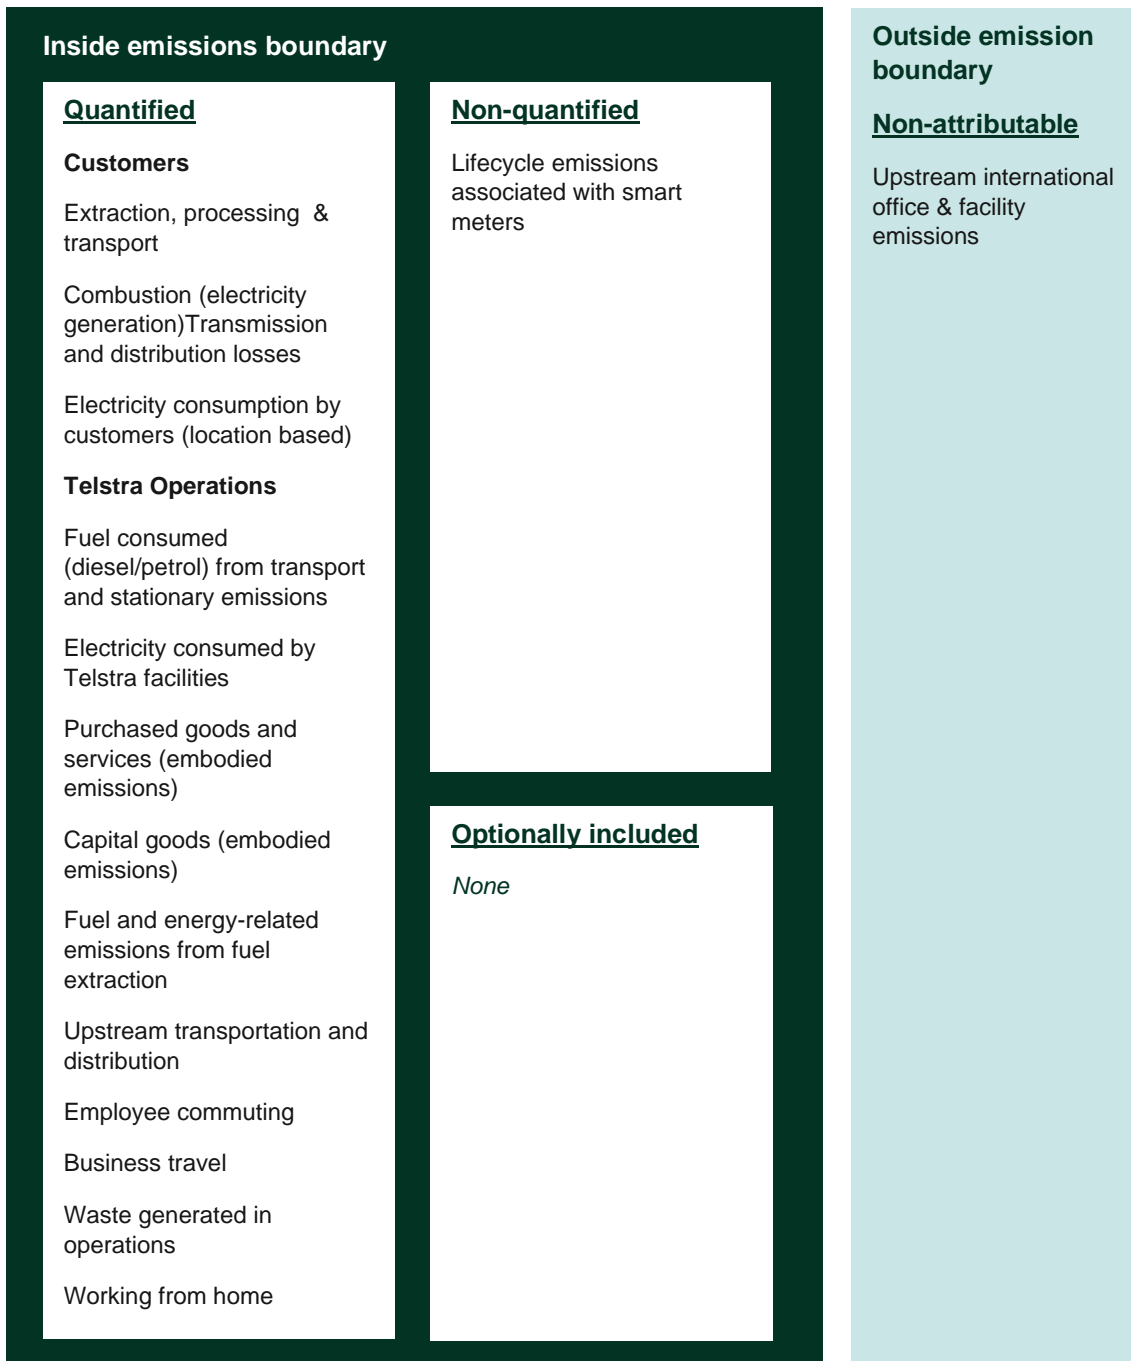 Inside emissions boundary
Quantified
Customers
Extraction, processing &
transport
Combustion (electricity
generation)Transmission
and distribution losses
Electricity consumption by
customers (location based)
Telstra Operations
Fuel consumed
(diesel/petrol) from transport
and stationary emissions
Electricity consumed by
Telstra facilities
Purchased goods and
services (embodied
emissions)
Capital goods (embodied
emissions)
Fuel and energy-related
emissions from fuel
extraction
Upstream transportation and
distribution
Employee commuting
Business travel
Waste generated in
operations
Working from home
Non-quantified
Lifecycle emissions
associated with smart
meters
Optionally included
None
Outside emission
boundary
Non-attributable
Upstream international
office & facility
emissions